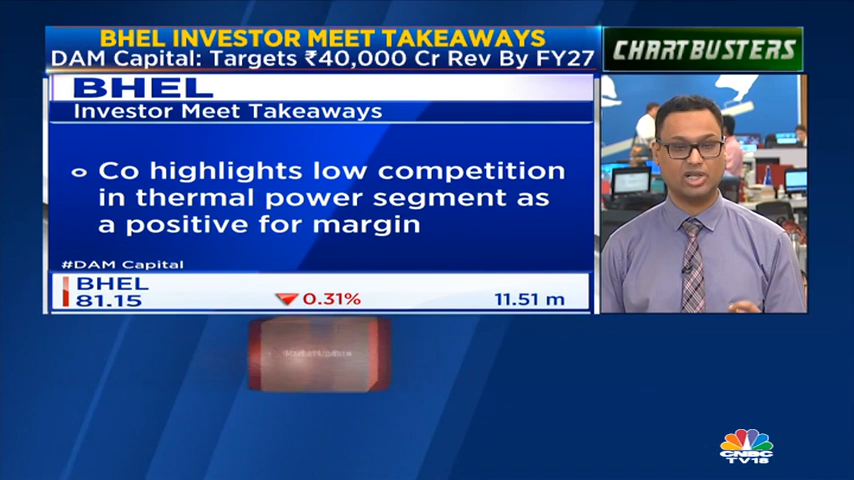 BHEL INVESTOR MEET TAKEAWAYS
DAM Capital: Targets ₹40,000 Cr Rev By FY27
CHARTBUSTERS
BHEL
Investor Meet Takeaways
Co highlights low competition
in thermal power segment as
a positive for margin
#DAM Capital
BHEL
81.15 0.31% 11.51 m
CNBC
TV18